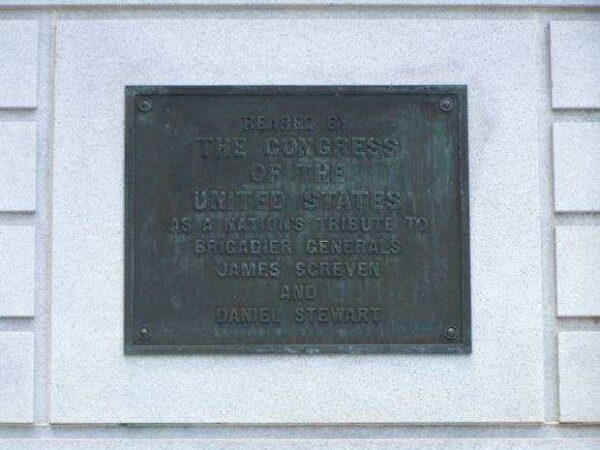 REARED BY
THE CONGRESS
OF THE
UNITED STATES
AS A NATION'S TRIBUTE TO
BRIGADIER GENERALS
JAMES SCREVEN
AND
DANIEL STEWART